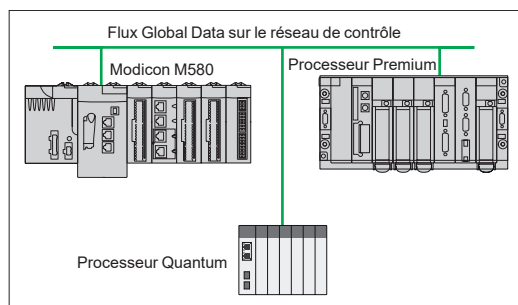 Flux Global Data sur le réseau de contrôle
Modicon M580
Processeur Premium
Processeur Quantum